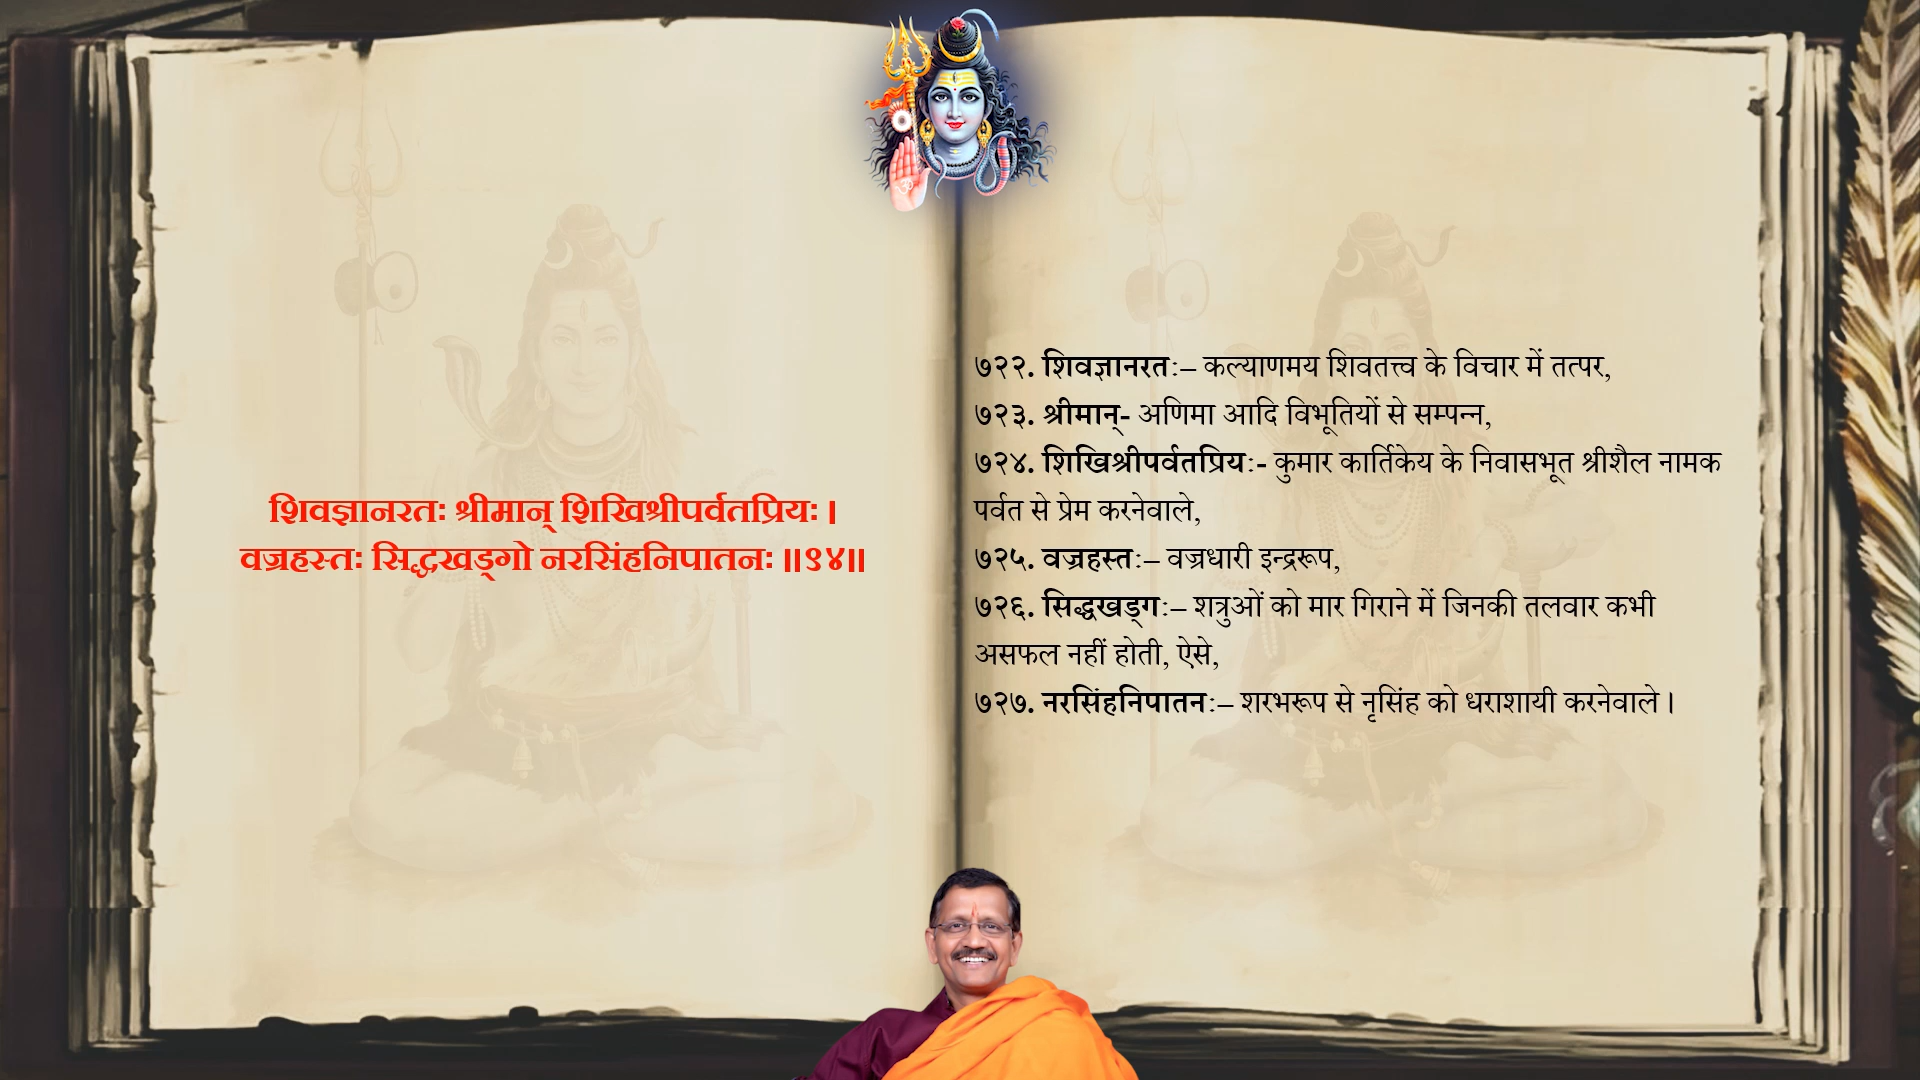 शिवज्ञानरतः श्रीमान् शिखिश्रीपर्वतप्रियः ।
वज्रहस्तः सिद्धखड्गो नरसिंहनिपातनः ॥९४॥
७२२. शिवज्ञानरतः– कल्याणमय शिवतत्त्व के विचार में तत्पर,
७२३. श्रीमान्- अणिमा आदि विभूतियों से सम्पन्न,
७२४. शिखिश्रीपर्वतप्रियः- कुमार कार्तिकेय के निवासभूत श्रीशैल नामक
पर्वत से प्रेम करनेवाले,
७२५. वज्रहस्तः– वज्रधारी इन्द्ररूप,
७२६. सिद्धखड्गः– शत्रुओं को मार गिराने में जिनकी तलवार कभी
असफल नहीं होती, ऐसे,
७२७. नरसिंहनिपातनः– शरभरूप से नृसिंह को धराशायी करनेवाले ।